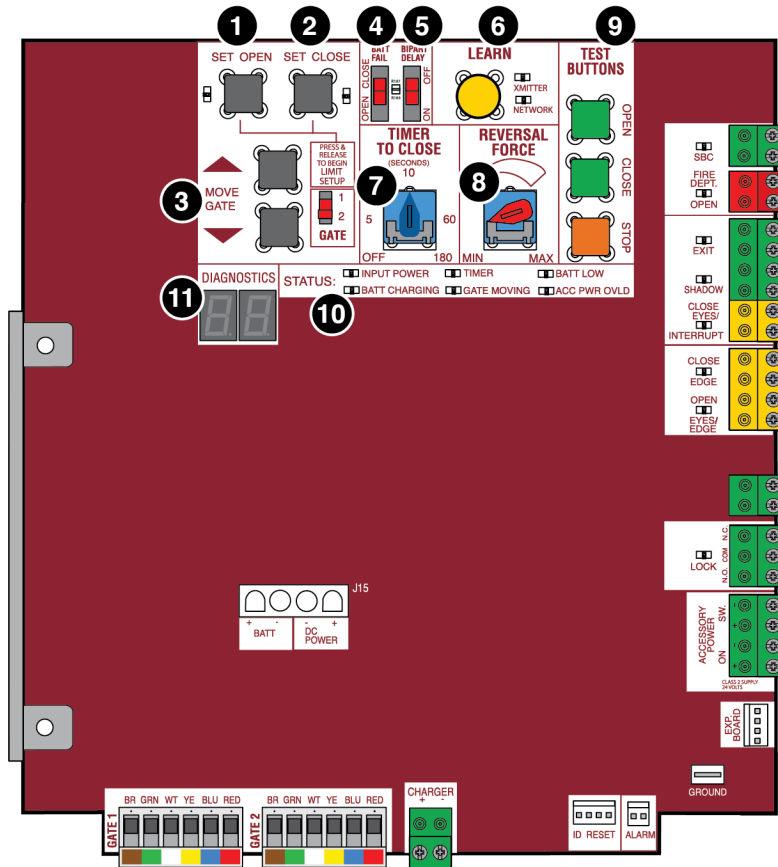 1 2 4 5 6 9
3 7 8 10 11
SET OPEN
SET CLOSE
PRESS &
RELEASE
TO BEGIN
LIMIT
SETUP
MOVE
GATE
1
2
GATE
BATT
FAIL
OPEN CLOSE
BIPART
DELAY
ON OFF
LEARN
XMITTER
NETWORK
TEST
BUTTONS
OPEN
CLOSE
STOP
TIMER
TO CLOSE
(SECONDS)
10
5 60
OFF 180
REVERSAL
FORCE
MIN MAX
DIAGNOSTICS
88
STATUS:
INPUT POWER TIMER BATT LOW
BATT CHARGING GATE MOVING ACC PWR OVLD
SBC
FIRE
DEPT.
OPEN
EXIT
SHADOW
CLOSE
EYES/
INTERRUPT
CLOSE
EDGE
OPEN
EYES/
EDGE
LOCK
N.O. COM N.C.
ACCESSORY
POWER
ON SW.
+ - + -
CLASS 2 SUPPLY
24 VOLTS
EXP.
BOARD
GROUND
J15
+ - - +
BATT
DC
POWER
GATE 1
BR GRN WT YE BLU RED
GATE 2
BR GRN WT YE BLU RED
CHARGER
+ -
ID RESET
ALARM